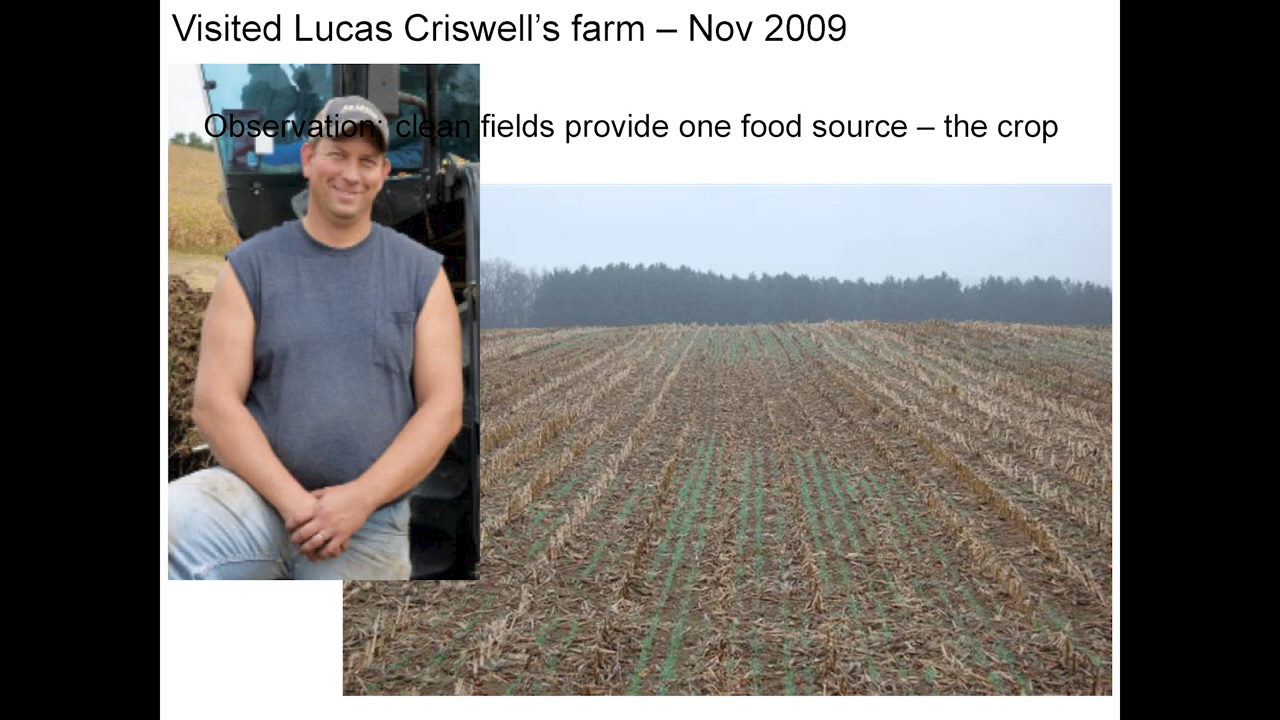 Visited Lucas Criswell’s farm – Nov 2009
Observation: clean fields provide one food source – the crop